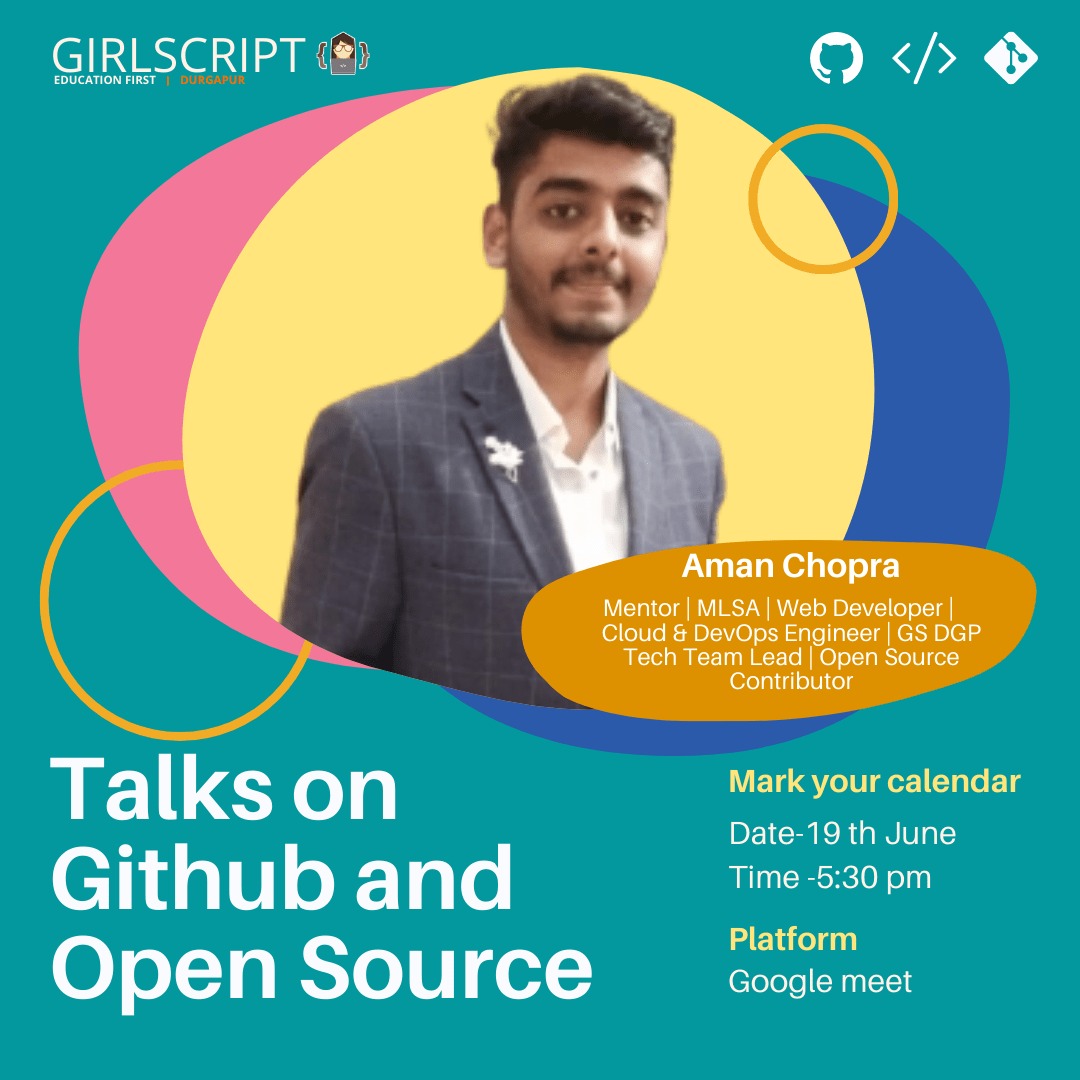 GIRLSCRIPT
EDUCATION FIRST | DURGAPUR
Aman Chopra
Mentor | MLSA | Web Developer |
Cloud & DevOps Engineer | GS DGP
Tech Team Lead | Open Source
Contributor
Talks on
Github and
Open Source
Mark your calendar
Date-19 th June
Time -5:30 pm
Platform
Google meet